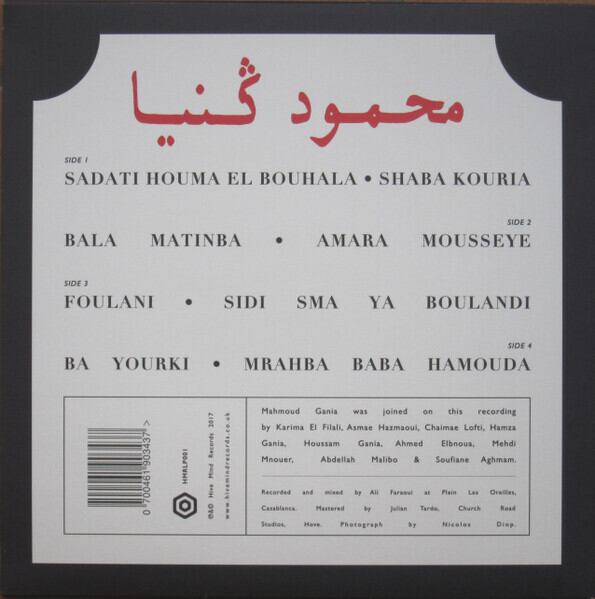 محمود ڭنيا
SIDE 1
SADATI HOUMA EL BOUHALA • SHABA KOURIA
SIDE 2
BALA MATINBA • AMARA MOUSSEYE
SIDE 3
FOULANI • SIDI SMA YA BOULANDI
SIDE 4
BA YOURKI • MRAHBA BABA HAMOUDA
0 700461 903437 >
HMRLP001
℗&© Hive Mind Records 2017
www.hivemindrecords.co.uk
Mahmoud Gania was joined on this recording
by Karima El Filali, Asmae Hazmaoui, Chaimae Lofti, Hamza
Gania, Houssam Gania, Ahmed Elbnoua, Mehdi
Mnouer, Abdellah Malibo & Soufiane Aghmam.
Recorded and mixed by Ali Faraoui at Plein Les Oreilles,
Casablanca. Mastered by Julian Tardo, Church Road
Studios, Hove. Photograph by Nicolos Diop.